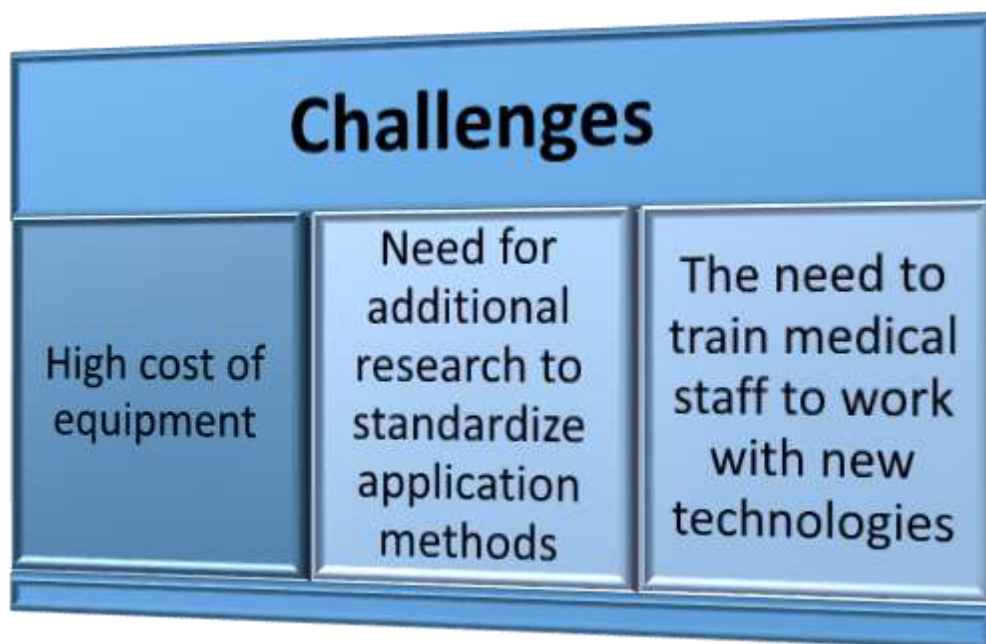 Challenges
High cost of
equipment
Need for
additional
research to
standardize
application
methods
The need to
train medical
staff to work
with new
technologies